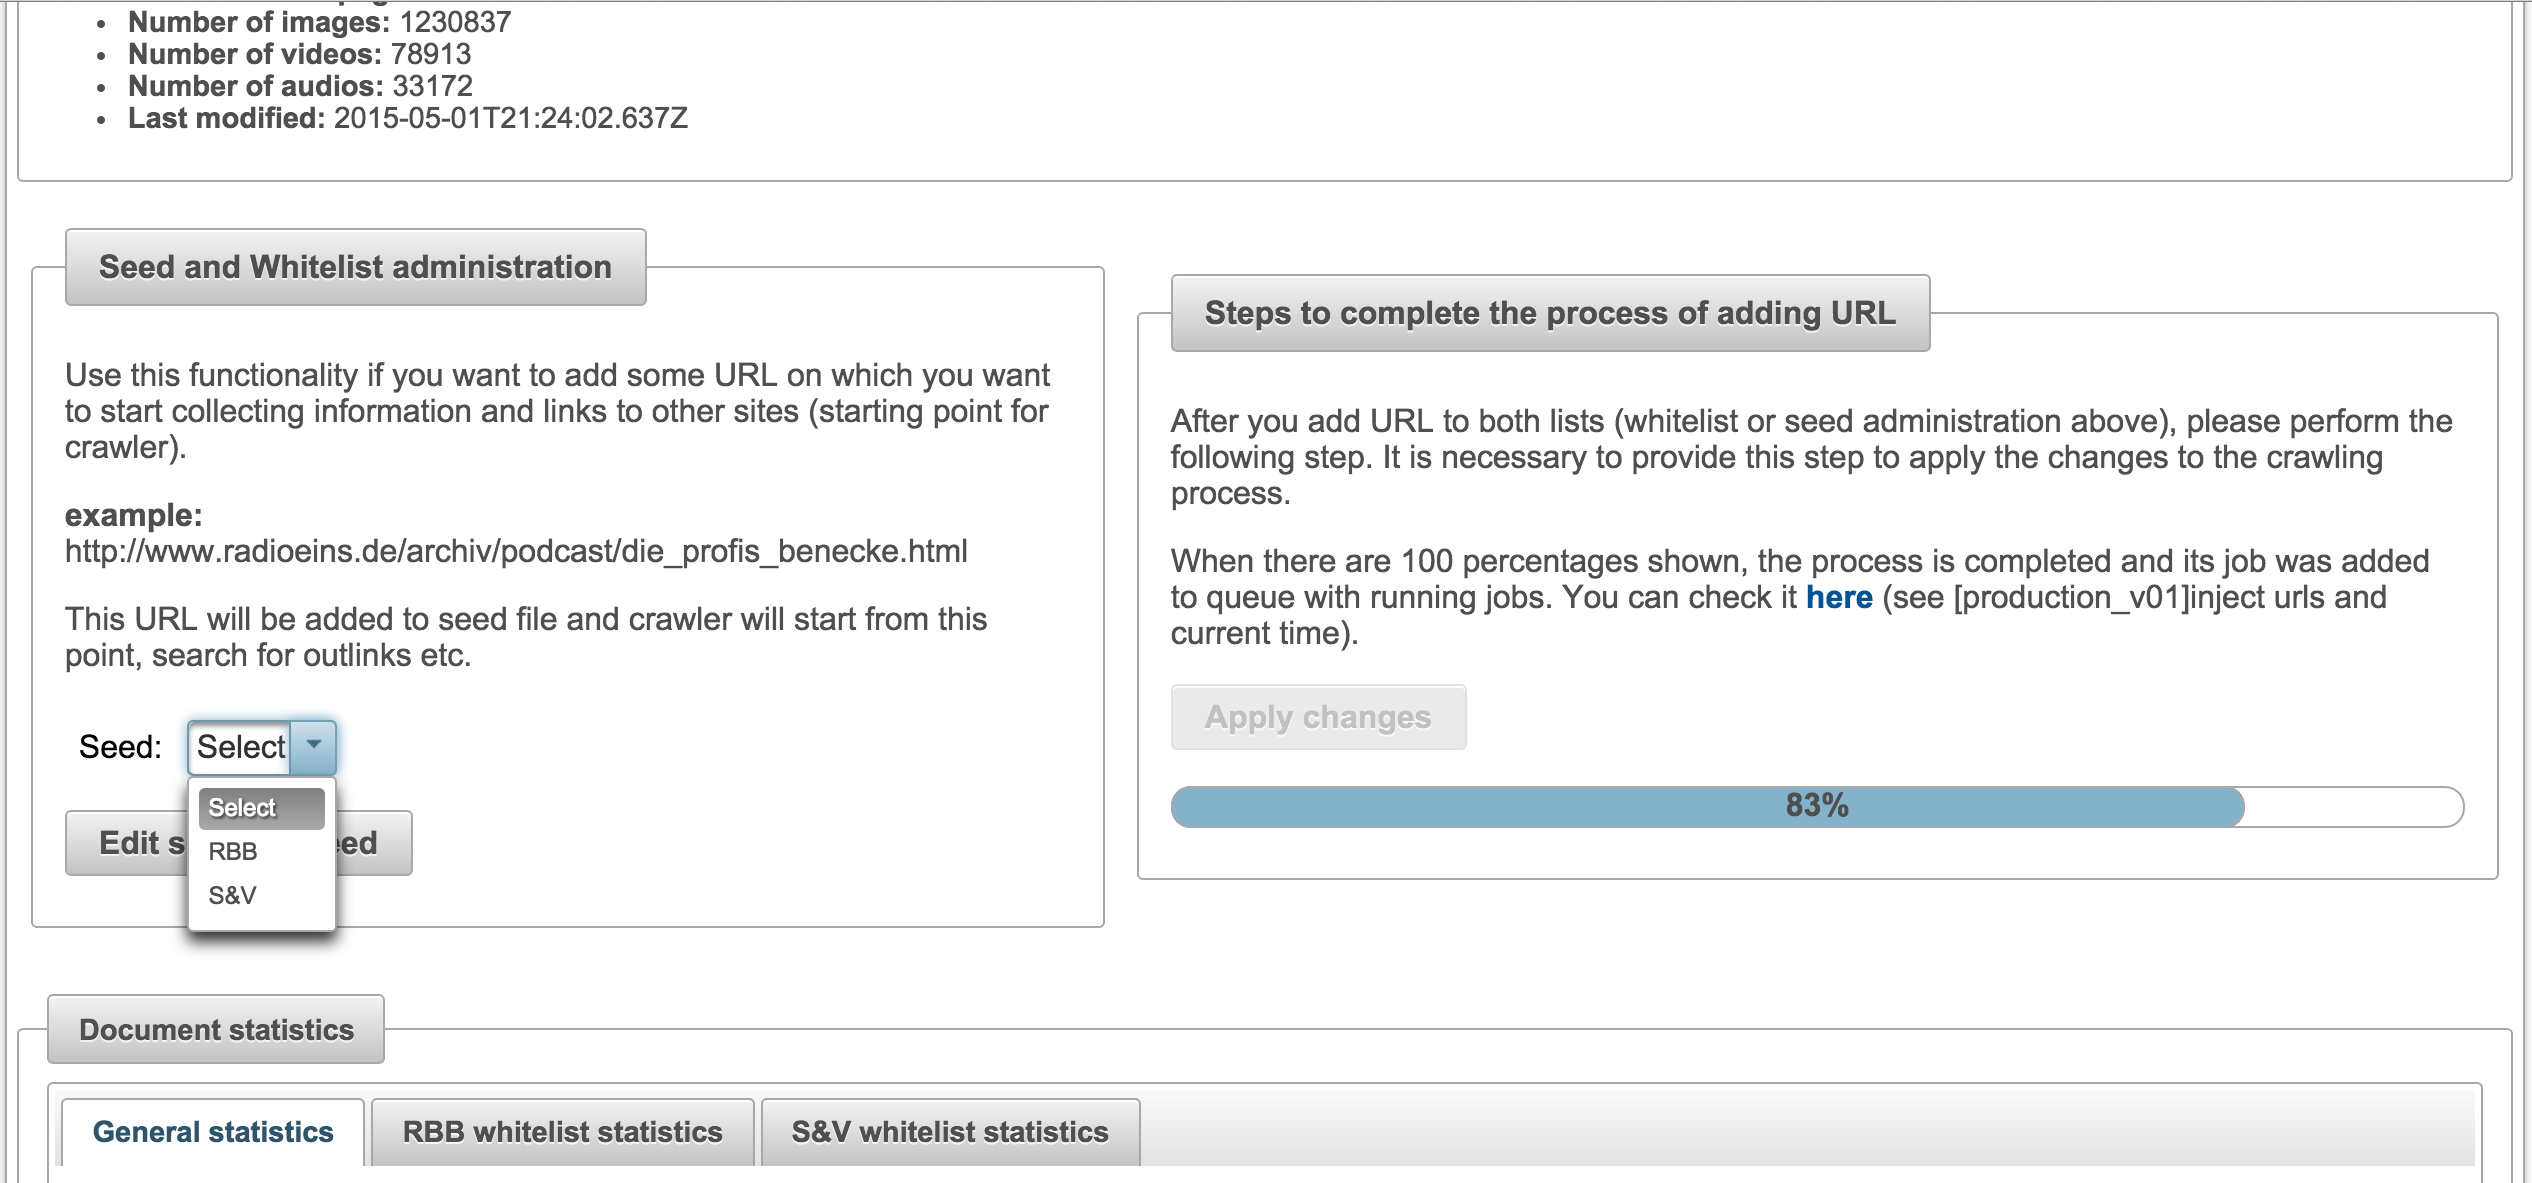 Number of images: 1230837
Number of videos: 78913
Number of audios: 33172
Last modified: 2015-05-01T21:24:02.637Z
Seed and Whitelist administration
Use this functionality if you want to add some URL on which you want
to start collecting information and links to other sites (starting point for
crawler).
example:
http://www.radioeins.de/archiv/podcast/die_profis_benecke.html
This URL will be added to seed file and crawler will start from this
point, search for outlinks etc.
Seed: Select
Select
RBB
S&V
Edit s eed
Steps to complete the process of adding URL
After you add URL to both lists (whitelist or seed administration above), please perform the
following step. It is necessary to provide this step to apply the changes to the crawling
process.
When there are 100 percentages shown, the process is completed and its job was added
to queue with running jobs. You can check it here (see [production_v01]inject urls and
current time).
Apply changes
83%
Document statistics
General statistics
RBB whitelist statistics
S&V whitelist statistics